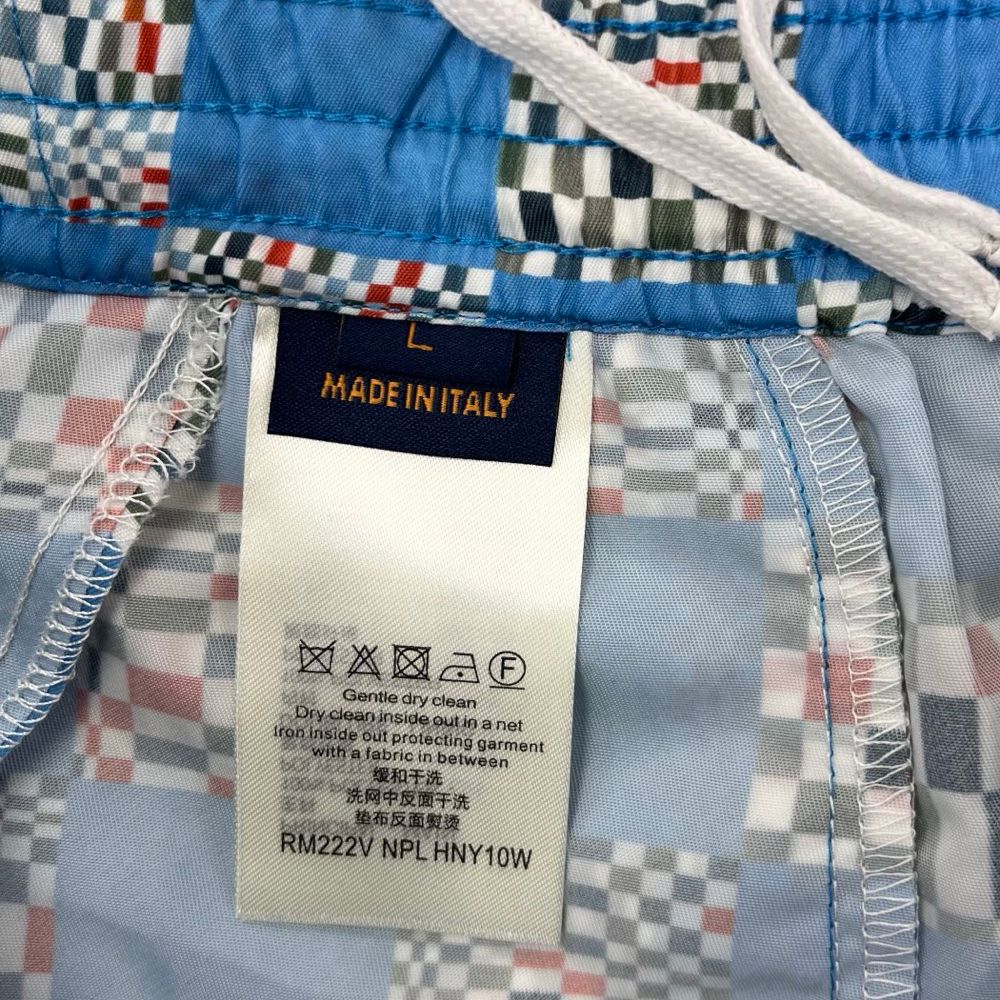 L
MADE IN ITALY
F
Gentle dry clean
Dry clean inside out in a net
Iron inside out protecting garment
with a fabric in between
缓和干洗
洗网中反面干洗
垫布反面熨烫
RM222V NPL HNY10W